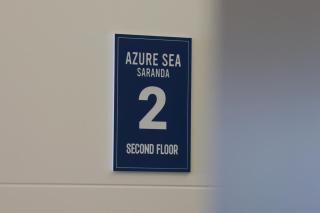 AZURE SEA
SARANDA
2
SECOND FLOOR